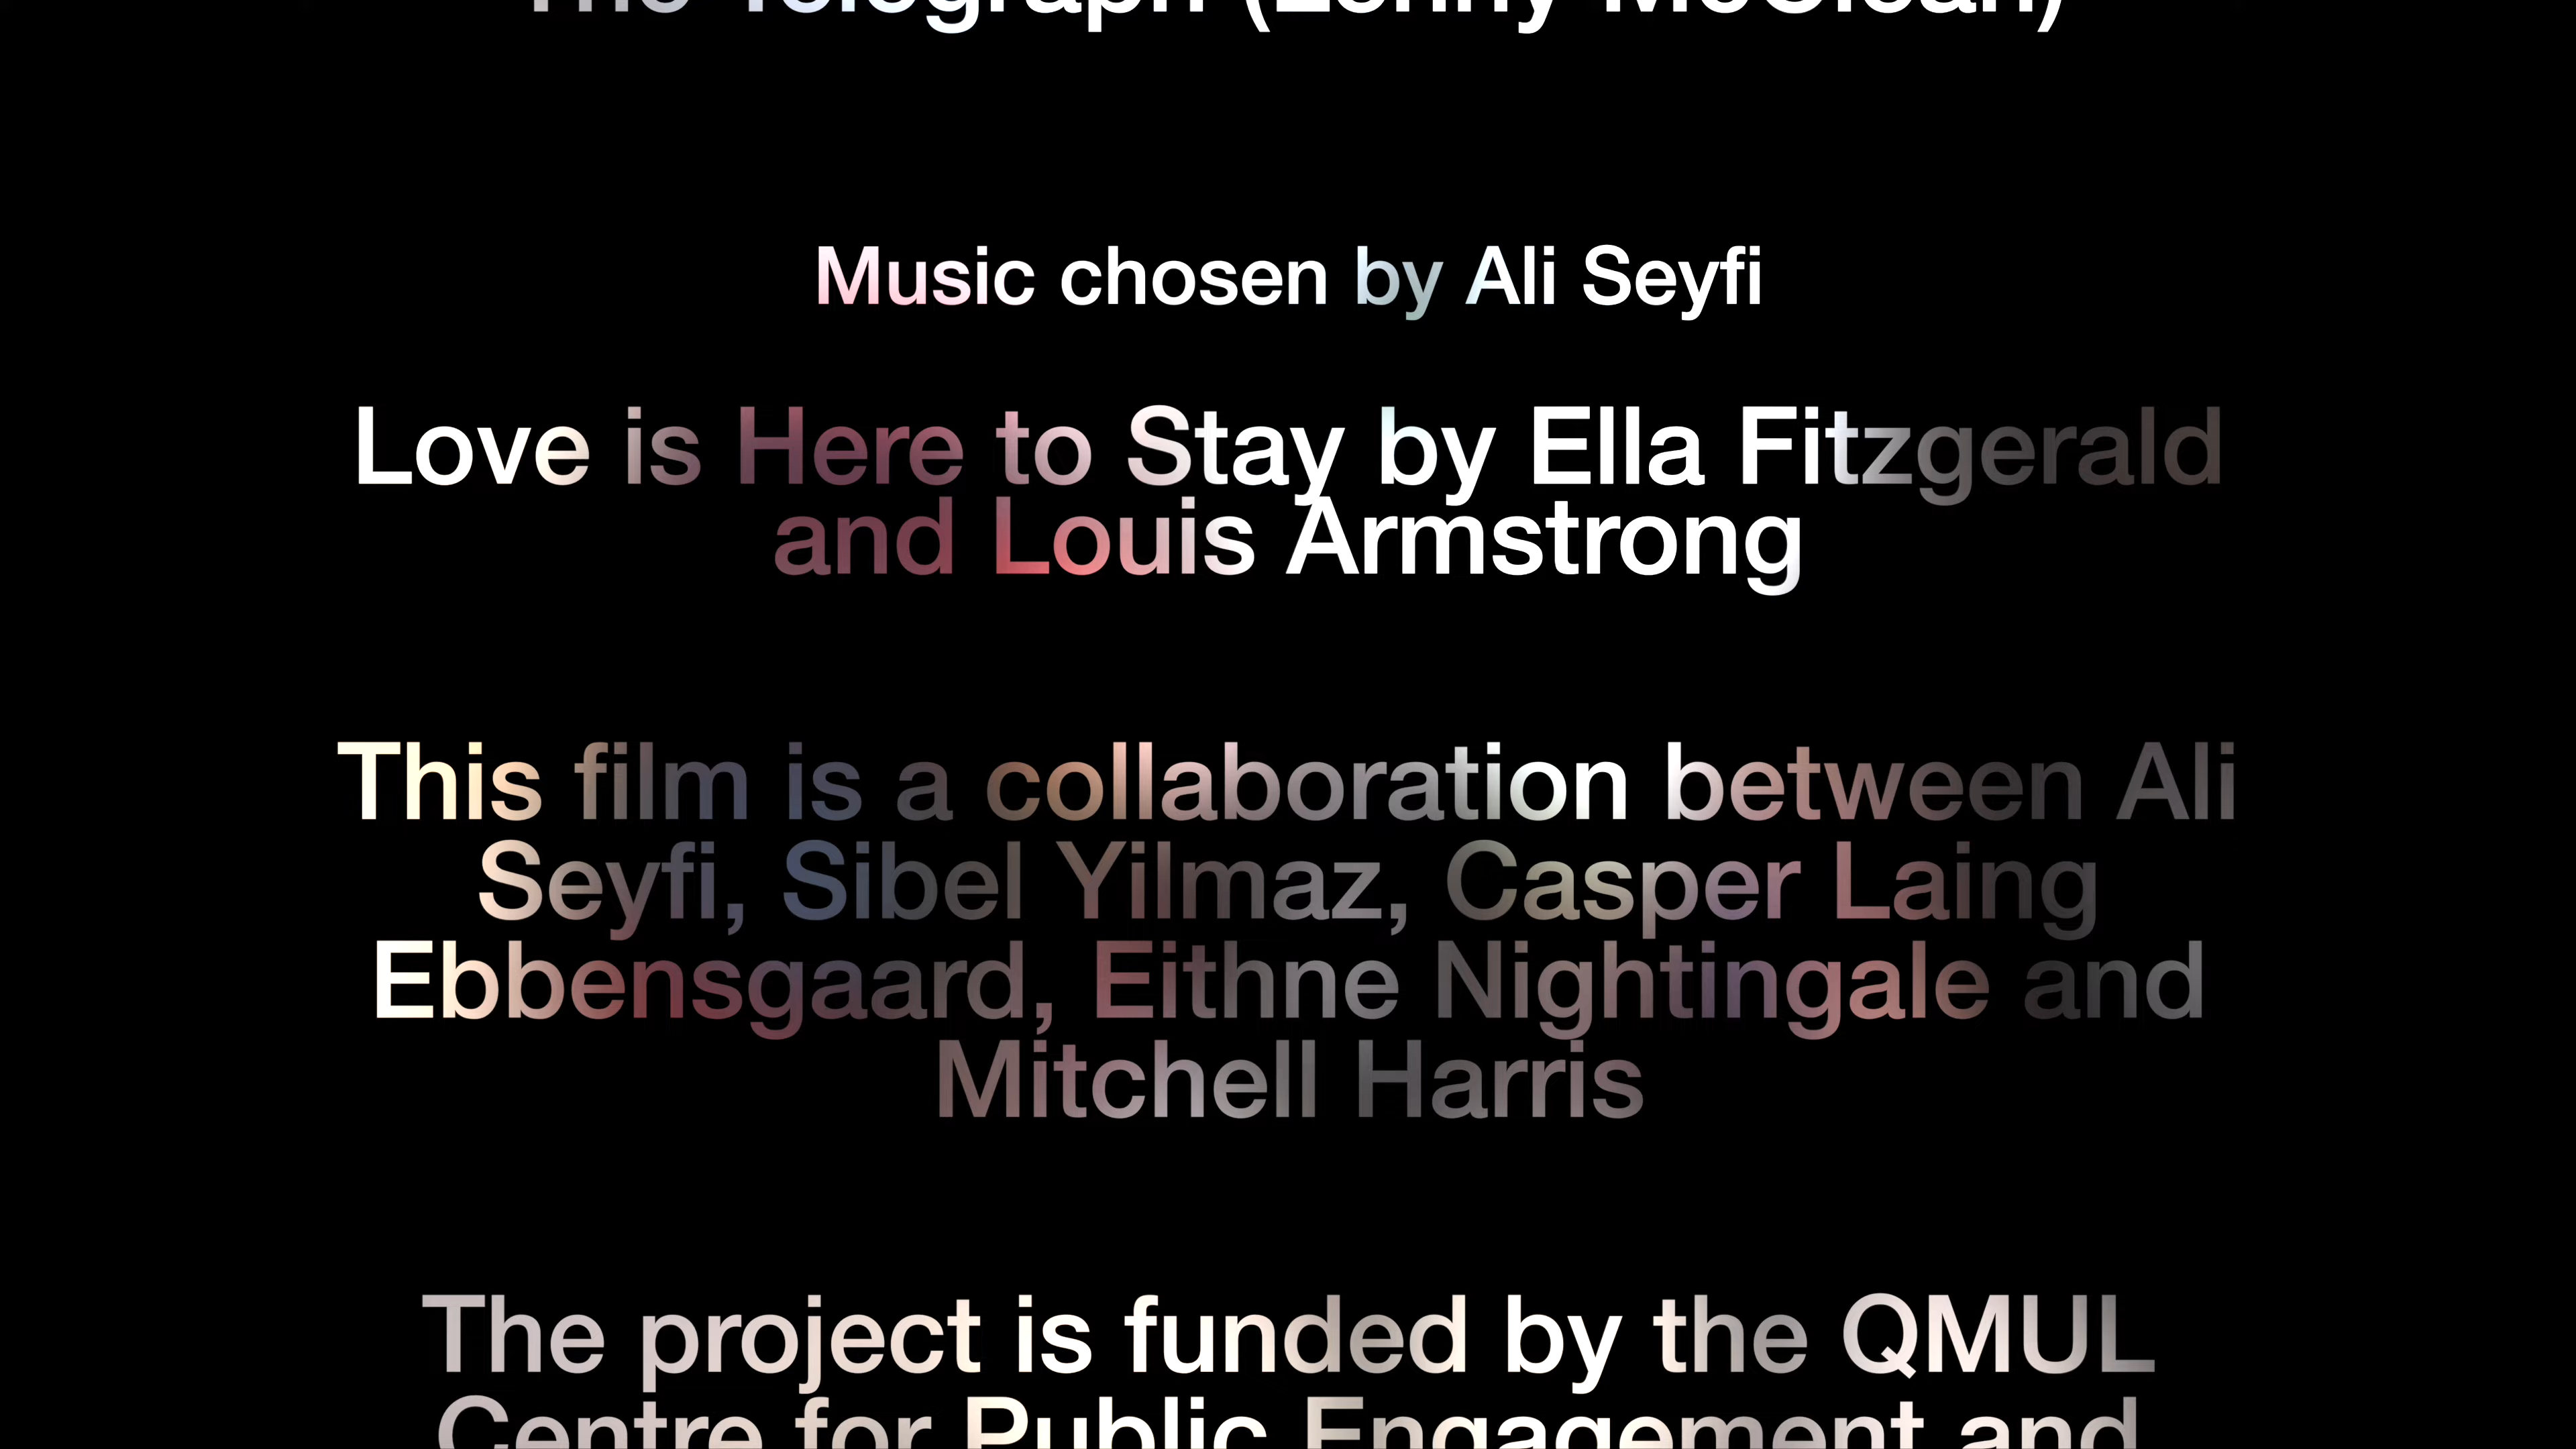 The Telegraph (Lenny McClean)
Music chosen by Ali Seyfi
Love is Here to Stay by Ella Fitzgerald
and Louis Armstrong
This film is a collaboration between Ali
Seyfi, Sibel Yilmaz, Casper Laing
Ebbensgaard, Eithne Nightingale and
Mitchell Harris
The project is funded by the QMUL
Centre for Public Engagement and